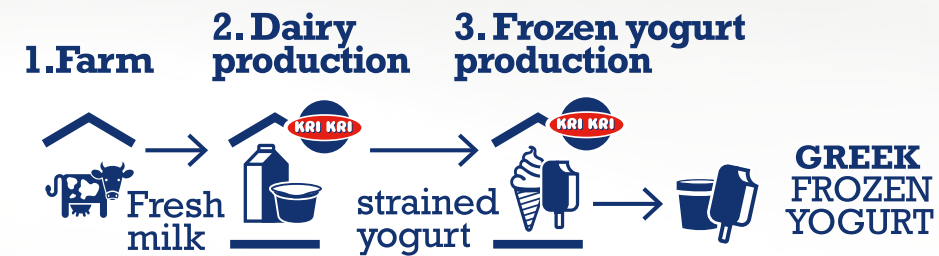 1.Farm
2. Dairy
production
3. Frozen yogurt
production
KRI KRI
KRI KRI
Fresh
milk
strained
yogurt
GREEK
FROZEN
YOGURT